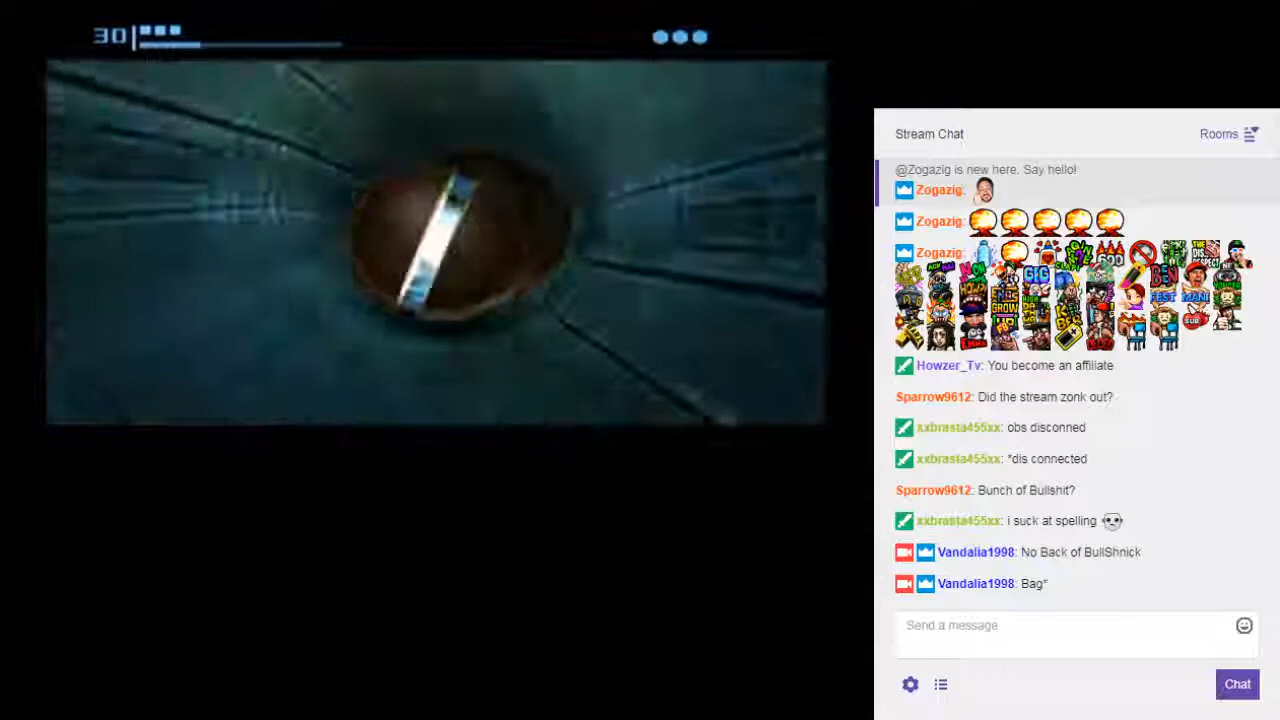 30
Stream Chat
Rooms
@Zogazig is new here. Say hello!
Zogazig:
Zogazig:
Zogazig:
Howzer_Tv: You become an affiliate
Sparrow9612: Did the stream zonk out?
xxbrasta455xx: obs disconned
xxbrasta455xx: *dis connected
Sparrow9612: Bunch of Bullshit?
xxbrasta455xx: i suck at spelling
Vandalia1998: No Back of BullShnick
Vandalia1998: Bag*
Send a message
Chat